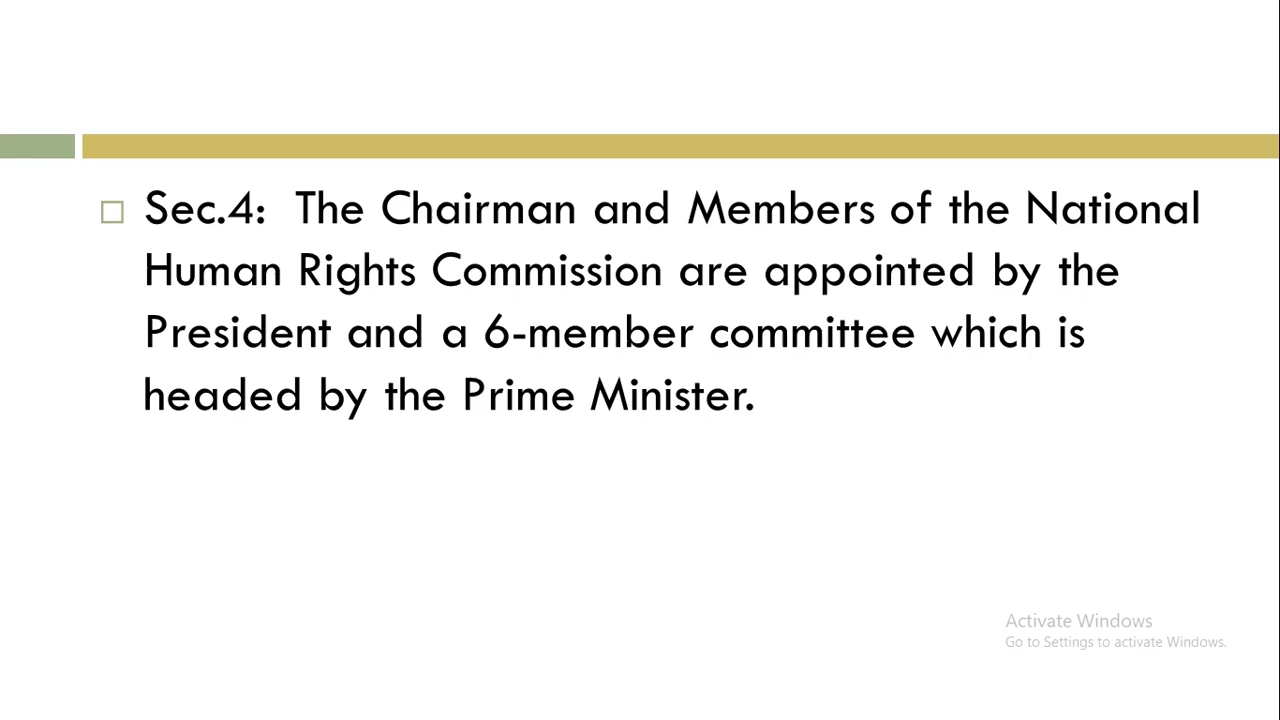 Sec.4: The Chairman and Members of the National
Human Rights Commission are appointed by the
President and a 6-member committee which is
headed by the Prime Minister.
Activate Windows
Go to Settings to activate Windows.